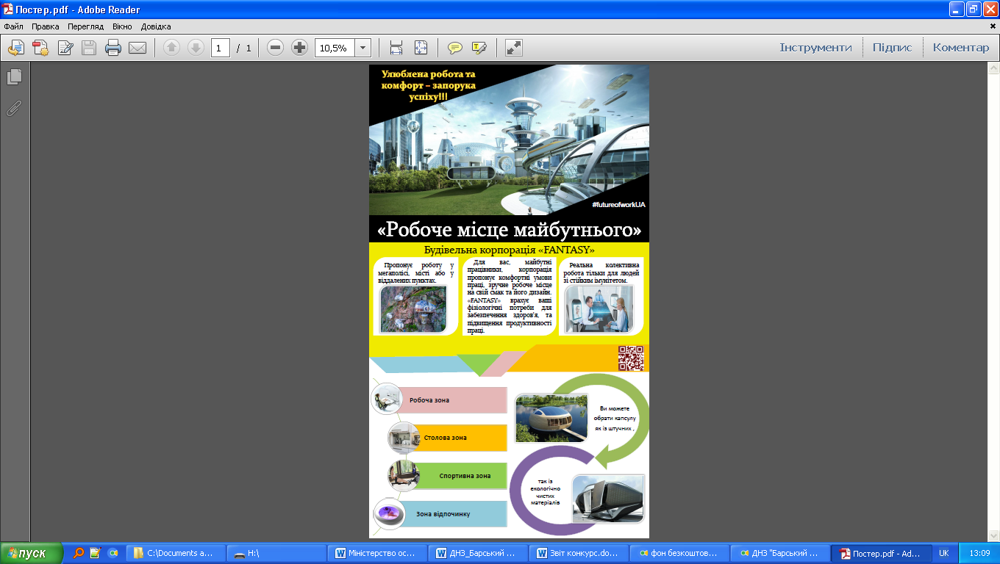 Постер.pdf - Adobe Reader
Файл Правка Перегляд Вікно Довідка
1 / 1 10,5% Інструменти Підпис Коментар
Улюблена робота та
комфорт – запорука
успіху!!!
#futureofworkUA
«Робоче місце майбутнього»
Будівельна корпорація «FANTASY»
Пропонує роботу у
мегаполісі, місті або у
віддалених пунктах.
Для вас, майбутні
працівники, корпорація
пропонує комфортні умови
праці, зручне робоче місце
на свій смак та його дизайн.
«FANTASY» врахує ваші
фізіологічні потреби для
забезпечення здоров'я, та
підвищення продуктивності
праці.
Реальна колективна
робота тільки для людей
зі стійким імунітетом.
Робоча зона
Столова зона
Спортивна зона
Зона відпочинку
Ви можете
обрати капсулу
як із штучних ,
так із
екологічно
чистих
матеріалів
пуск C:\Documents a... H:\ Міністерство ос... ДНЗ_Барський ... Звіт конкурс.do... фон безкоштов... ДНЗ "Барський ... Постер.pdf - Ad... UK 13:09